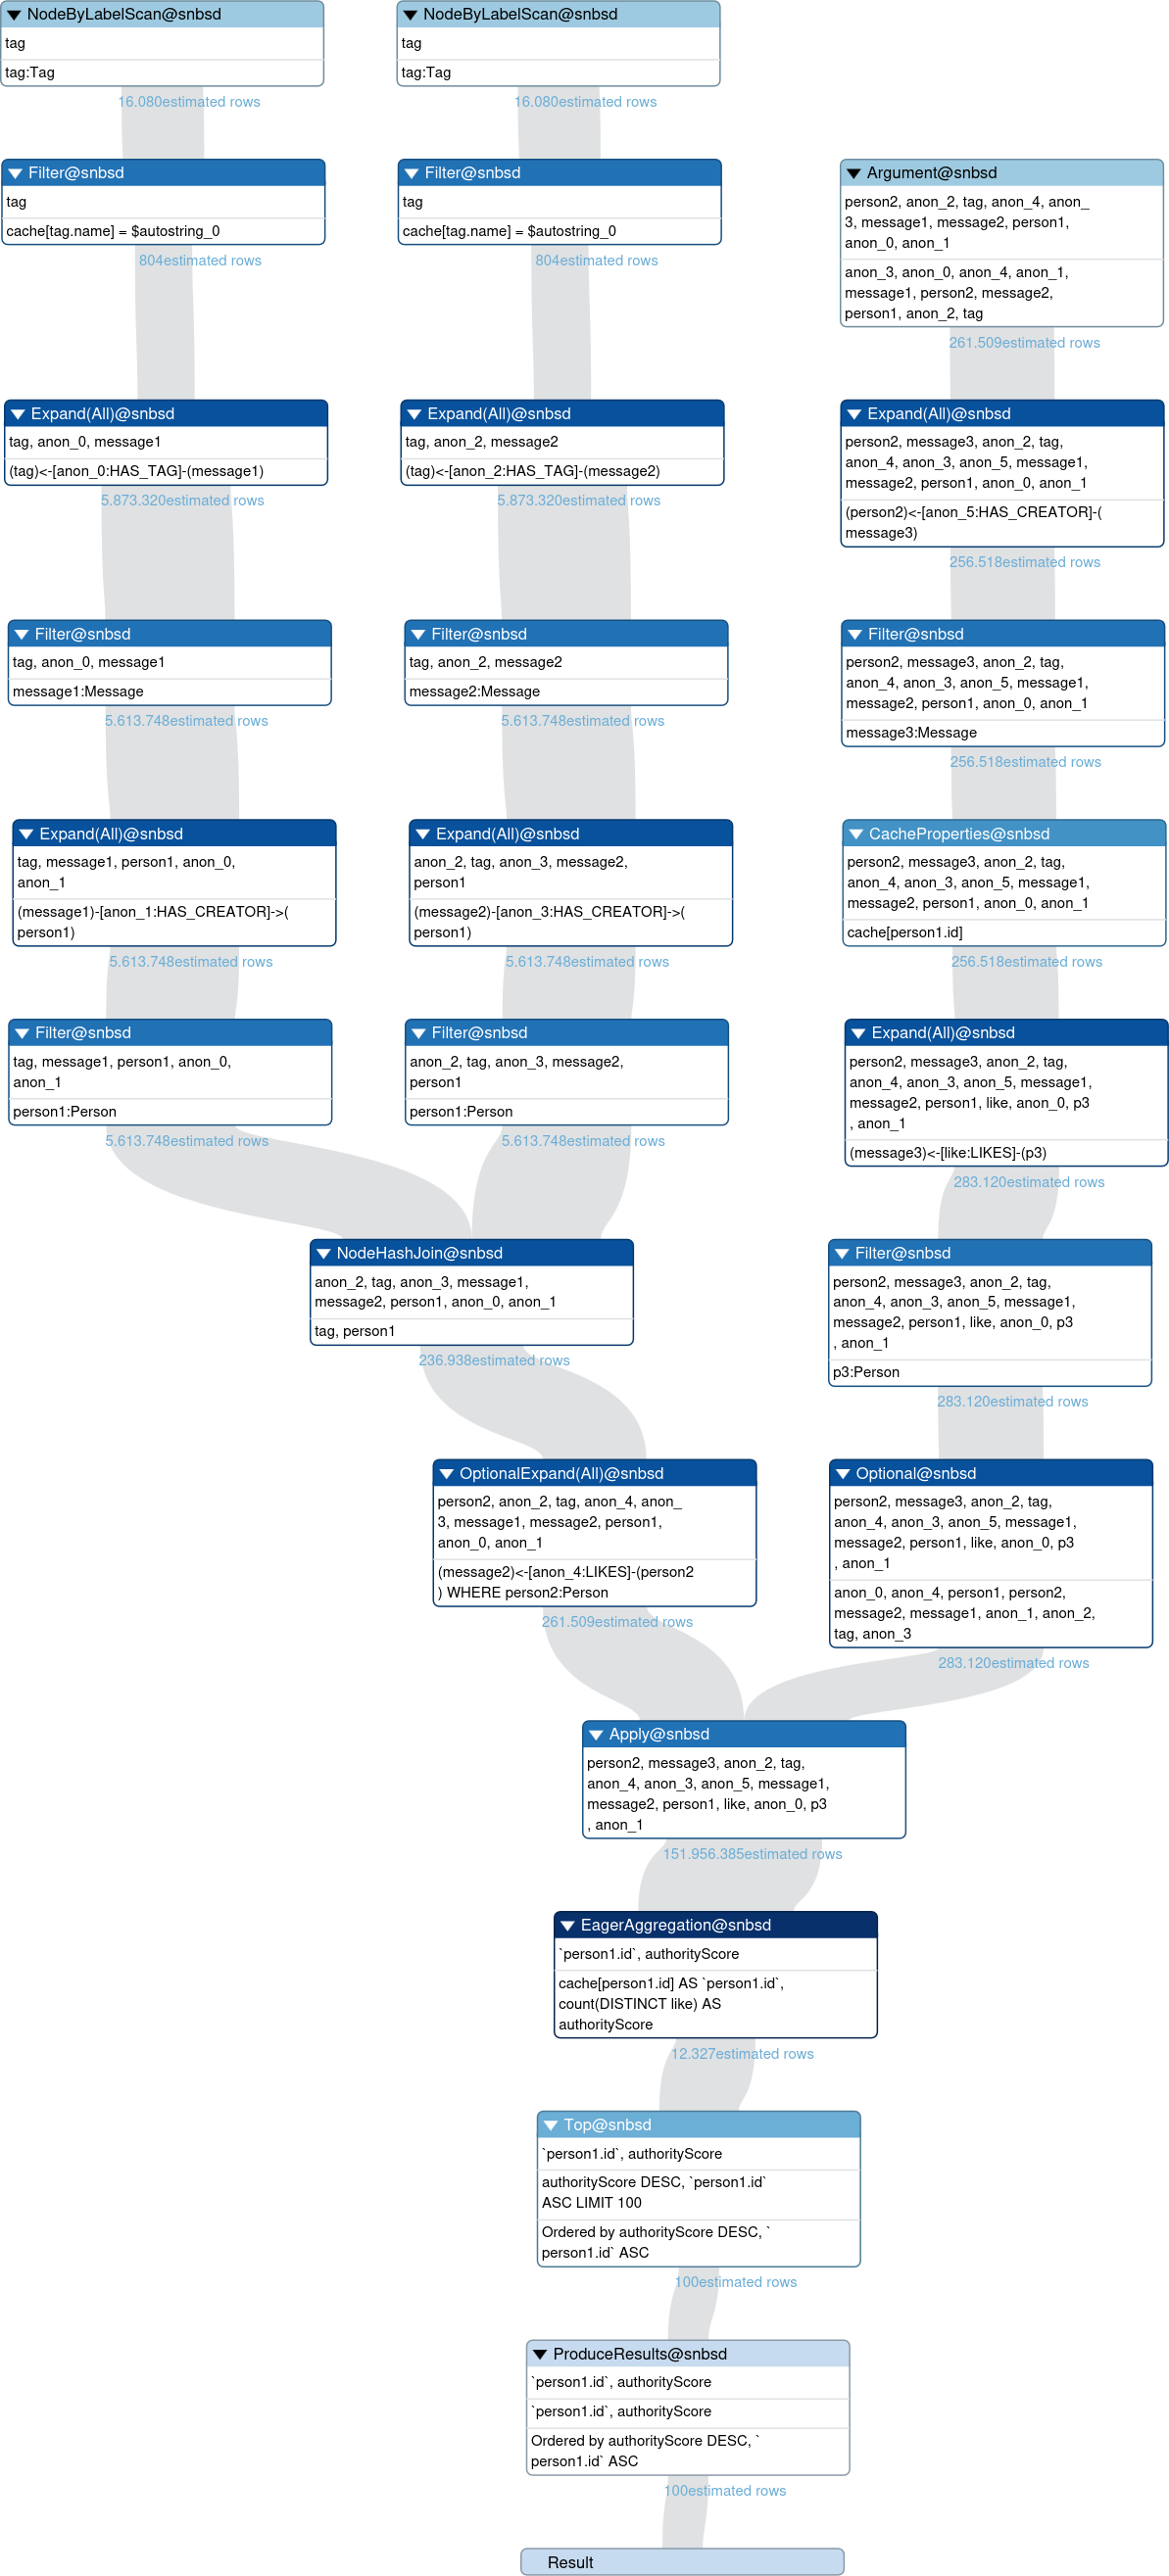 NodeByLabelScan@snbsd
tag
tag:Tag
16.080estimated rows
Filter@snbsd
tag
cache[tag.name] = $autostring_0
804estimated rows
Expand(All)@snbsd
tag, anon_0, message1
(tag)<-[anon_0:HAS_TAG]-(message1)
5.873.320estimated rows
Filter@snbsd
tag, anon_0, message1
message1:Message
5.613.748estimated rows
Expand(All)@snbsd
tag, message1, person1, anon_0,
anon_1
(message1)-[anon_1:HAS_CREATOR]->(
person1)
5.613.748estimated rows
Filter@snbsd
tag, message1, person1, anon_0,
anon_1
person1:Person
5.613.748estimated rows
NodeByLabelScan@snbsd
tag
tag:Tag
16.080estimated rows
Filter@snbsd
tag
cache[tag.name] = $autostring_0
804estimated rows
Expand(All)@snbsd
tag, anon_2, message2
(tag)<-[anon_2:HAS_TAG]-(message2)
5.873.320estimated rows
Filter@snbsd
tag, anon_2, message2
message2:Message
5.613.748estimated rows
Expand(All)@snbsd
anon_2, tag, anon_3, message2,
person1
(message2)-[anon_3:HAS_CREATOR]->(
person1)
5.613.748estimated rows
Filter@snbsd
anon_2, tag, anon_3, message2,
person1
person1:Person
5.613.748estimated rows
NodeHashJoin@snbsd
anon_2, tag, anon_3, message1,
message2, person1, anon_0, anon_1
tag, person1
236.938estimated rows
OptionalExpand(All)@snbsd
person2, anon_2, tag, anon_4, anon_
3, message1, message2, person1,
anon_0, anon_1
(message2)<-[anon_4:LIKES]-(person2
) WHERE person2:Person
261.509estimated rows
Argument@snbsd
person2, anon_2, tag, anon_4, anon_
3, message1, message2, person1,
anon_0, anon_1
anon_3, anon_0, anon_4, anon_1,
message1, person2, message2,
person1, anon_2, tag
261.509estimated rows
Expand(All)@snbsd
person2, message3, anon_2, tag,
anon_4, anon_3, anon_5, message1,
message2, person1, anon_0, anon_1
(person2)<-[anon_5:HAS_CREATOR]-(
message3)
256.518estimated rows
Filter@snbsd
person2, message3, anon_2, tag,
anon_4, anon_3, anon_5, message1,
message2, person1, anon_0, anon_1
message3:Message
256.518estimated rows
CacheProperties@snbsd
person2, message3, anon_2, tag,
anon_4, anon_3, anon_5, message1,
message2, person1, anon_0, anon_1
cache[person1.id]
256.518estimated rows
Expand(All)@snbsd
person2, message3, anon_2, tag,
anon_4, anon_3, anon_5, message1,
message2, person1, like, anon_0, p3
, anon_1
(message3)<-[like:LIKES]-(p3)
283.120estimated rows
Filter@snbsd
person2, message3, anon_2, tag,
anon_4, anon_3, anon_5, message1,
message2, person1, like, anon_0, p3
, anon_1
p3:Person
283.120estimated rows
Optional@snbsd
person2, message3, anon_2, tag,
anon_4, anon_3, anon_5, message1,
message2, person1, like, anon_0, p3
, anon_1
anon_0, anon_4, person1, person2,
message2, message1, anon_1, anon_2,
tag, anon_3
283.120estimated rows
Apply@snbsd
person2, message3, anon_2, tag,
anon_4, anon_3, anon_5, message1,
message2, person1, like, anon_0, p3
, anon_1
151.956.385estimated rows
EagerAggregation@snbsd
`person1.id`, authorityScore
cache[person1.id] AS `person1.id`,
count(DISTINCT like) AS
authorityScore
12.327estimated rows
Top@snbsd
`person1.id`, authorityScore
authorityScore DESC, `person1.id`
ASC LIMIT 100
Ordered by authorityScore DESC, `
person1.id` ASC
100estimated rows
ProduceResults@snbsd
`person1.id`, authorityScore
`person1.id`, authorityScore
Ordered by authorityScore DESC, `
person1.id` ASC
100estimated rows
Result